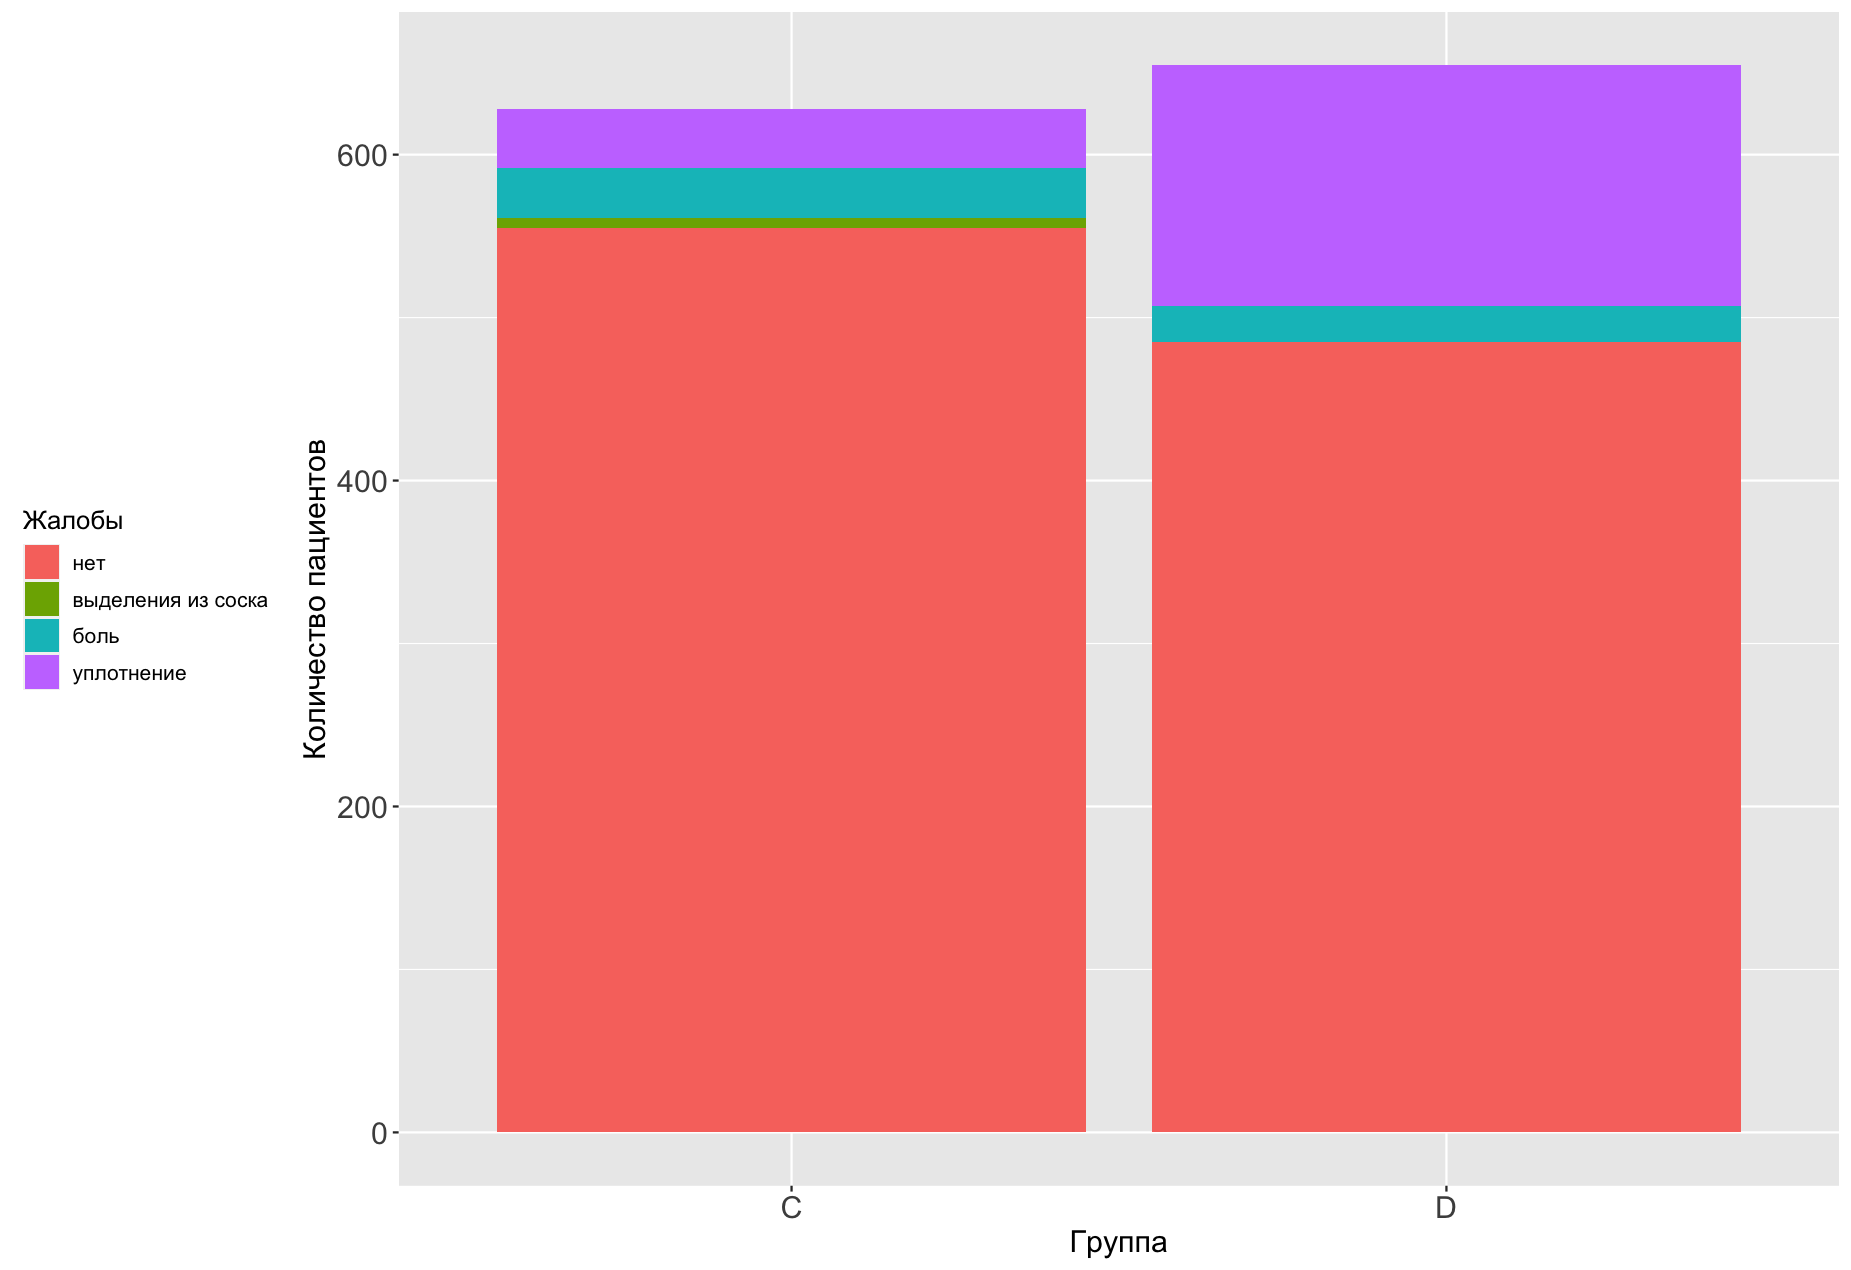 Жалобы
нет
выделения из соска
боль
уплотнение
Количество пациентов
600
400
200
0
C
D
Группа